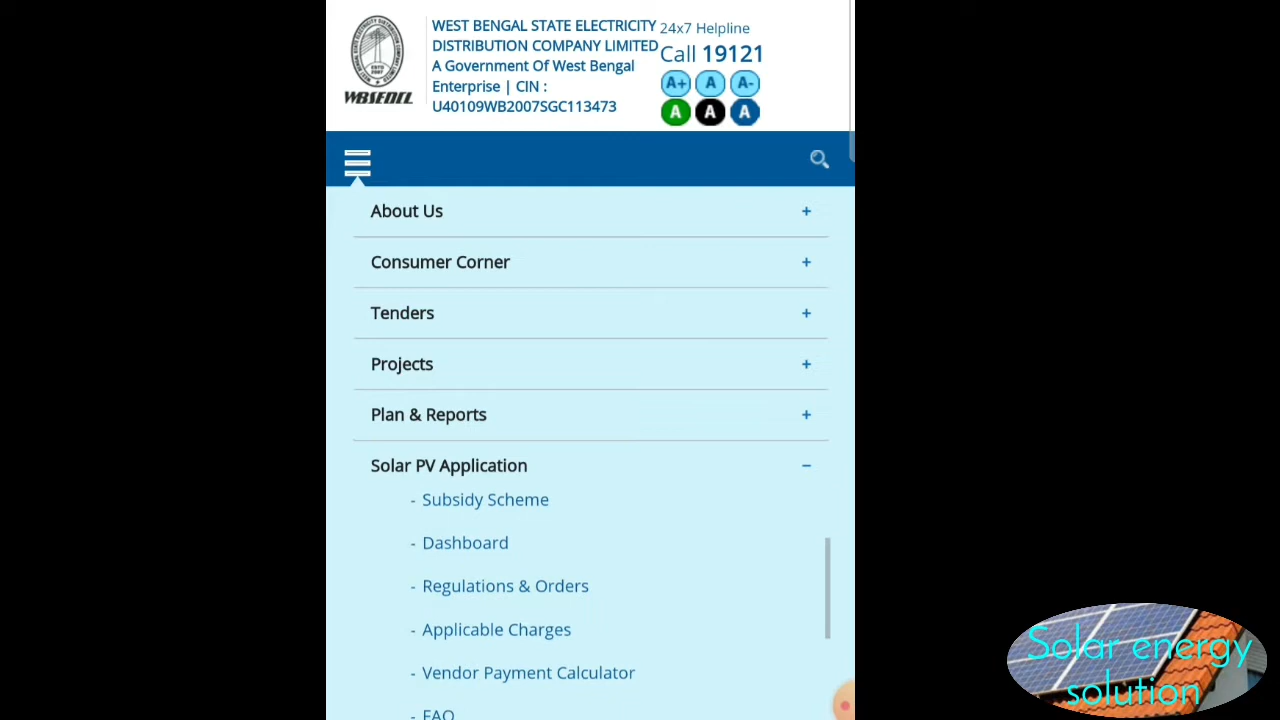 WEST BENGAL STATE ELECTRICITY
DISTRIBUTION COMPANY LIMITED
A Government Of West Bengal
Enterprise | CIN :
U40109WB2007SGC113473
24x7 Helpline
Call 19121
A+ A A-
A A A
WBSEDCL
About Us +
Consumer Corner +
Tenders +
Projects +
Plan & Reports +
Solar PV Application −
- Subsidy Scheme
- Dashboard
- Regulations & Orders
- Applicable Charges
- Vendor Payment Calculator
- FAQ
Solar energy
solution